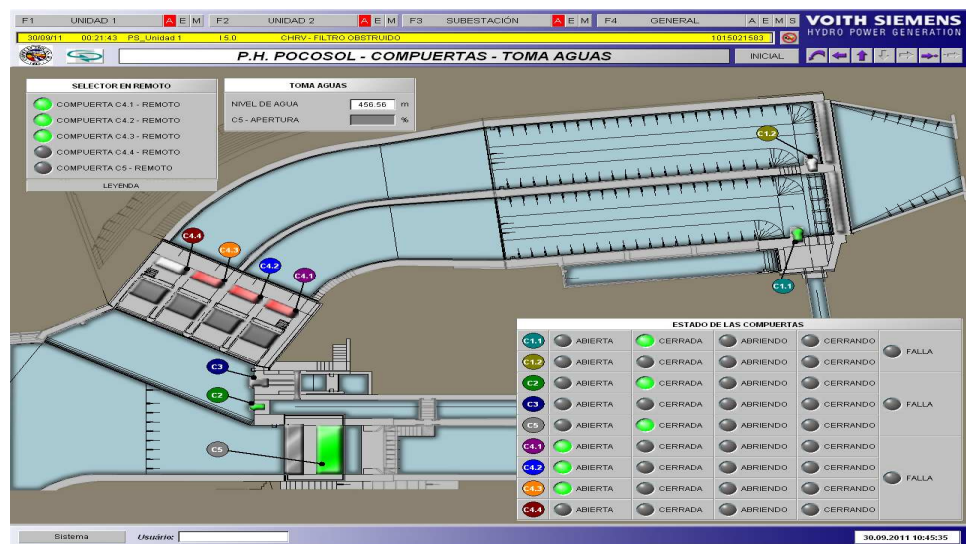 F1 UNIDAD 1 A E M F2 UNIDAD 2 A E M F3 SUBESTACIÓN A E M F4 GENERAL A E M S VOITH SIEMENS
HYDRO POWER GENERATION
30/09/11 00:21:43 PS_Unidad 1 I 5.0 CHRV - FILTRO OBSTRUIDO 1015021583
P.H. POCOSOL - COMPUERTAS - TOMA AGUAS INICIAL
SELECTOR EN REMOTO
COMPUERTA C4.1 - REMOTO
COMPUERTA C4.2 - REMOTO
COMPUERTA C4.3 - REMOTO
COMPUERTA C4.4 - REMOTO
COMPUERTA C5 - REMOTO
LEYENDA
TOMA AGUAS
NIVEL DE AGUA 456.56 m
C5 - APERTURA %
C1.2
C4.4
C4.3
C4.2
C4.1
C1.1
C3
C2
C5
ESTADO DE LAS COMPUERTAS
C1.1 ABIERTA CERRADA ABRIENDO CERRANDO
FALLA
C1.2 ABIERTA CERRADA ABRIENDO CERRANDO
C2 ABIERTA CERRADA ABRIENDO CERRANDO
C3 ABIERTA CERRADA ABRIENDO CERRANDO FALLA
C5 ABIERTA CERRADA ABRIENDO CERRANDO
C4.1 ABIERTA CERRADA ABRIENDO CERRANDO
C4.2 ABIERTA CERRADA ABRIENDO CERRANDO
FALLA
C4.3 ABIERTA CERRADA ABRIENDO CERRANDO
C4.4 ABIERTA CERRADA ABRIENDO CERRANDO
Sistema Usuário: 30.09.2011 10:45:35